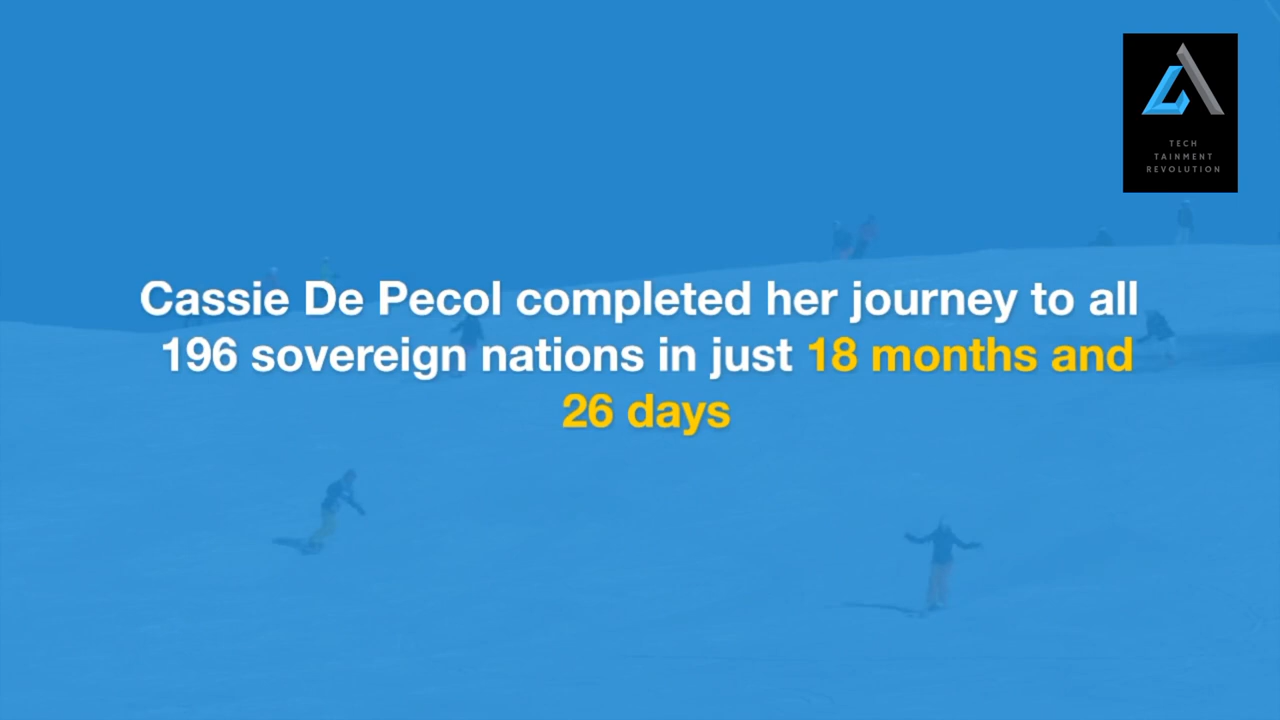 TECH
TAINMENT
REVOLUTION
Cassie De Pecol completed her journey to all
196 sovereign nations in just 18 months and
26 days